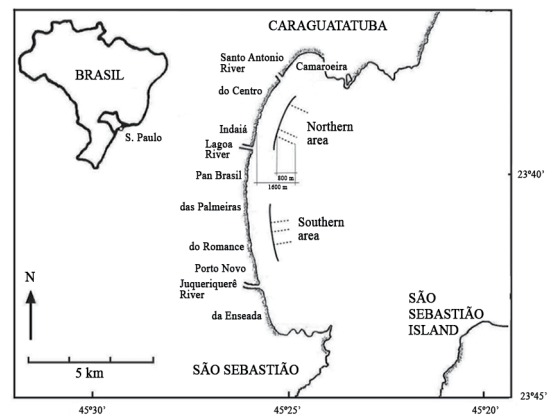 CARAGUATATUBA
BRASIL
S. Paulo
Santo Antonio
River
Camaroeira
do Centro
Indaiá
Lagoa
River
Northern
area
800 m
1600 m
Pan Brasil
23°40'
das Palmeiras
Southern
area
do Romance
Porto Novo
Juqueriquerê
River
da Enseada
N
5 km
SÃO SEBASTIÃO
SÃO
SEBASTIÃO
ISLAND
23°45'
45°30'
45°25'
45°20'